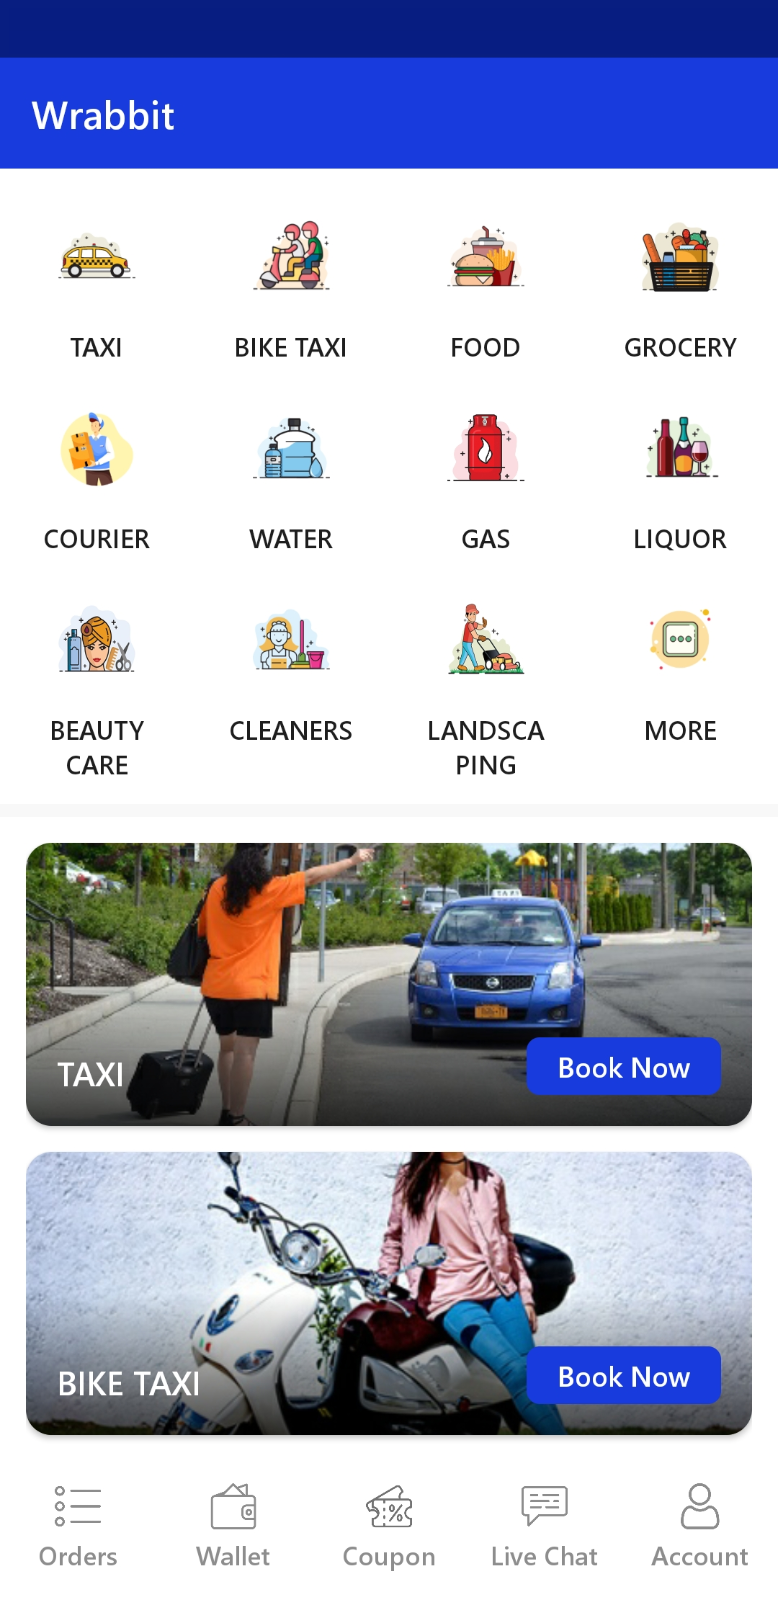 Wrabbit
TAXI
BIKE TAXI
FOOD
GROCERY
COURIER
WATER
GAS
LIQUOR
BEAUTY
CARE
CLEANERS
LANDSCA
PING
MORE
TAXI
TAXI
Book Now
BIKE TAXI
Book Now
Orders
Wallet
Coupon
Live Chat
Account